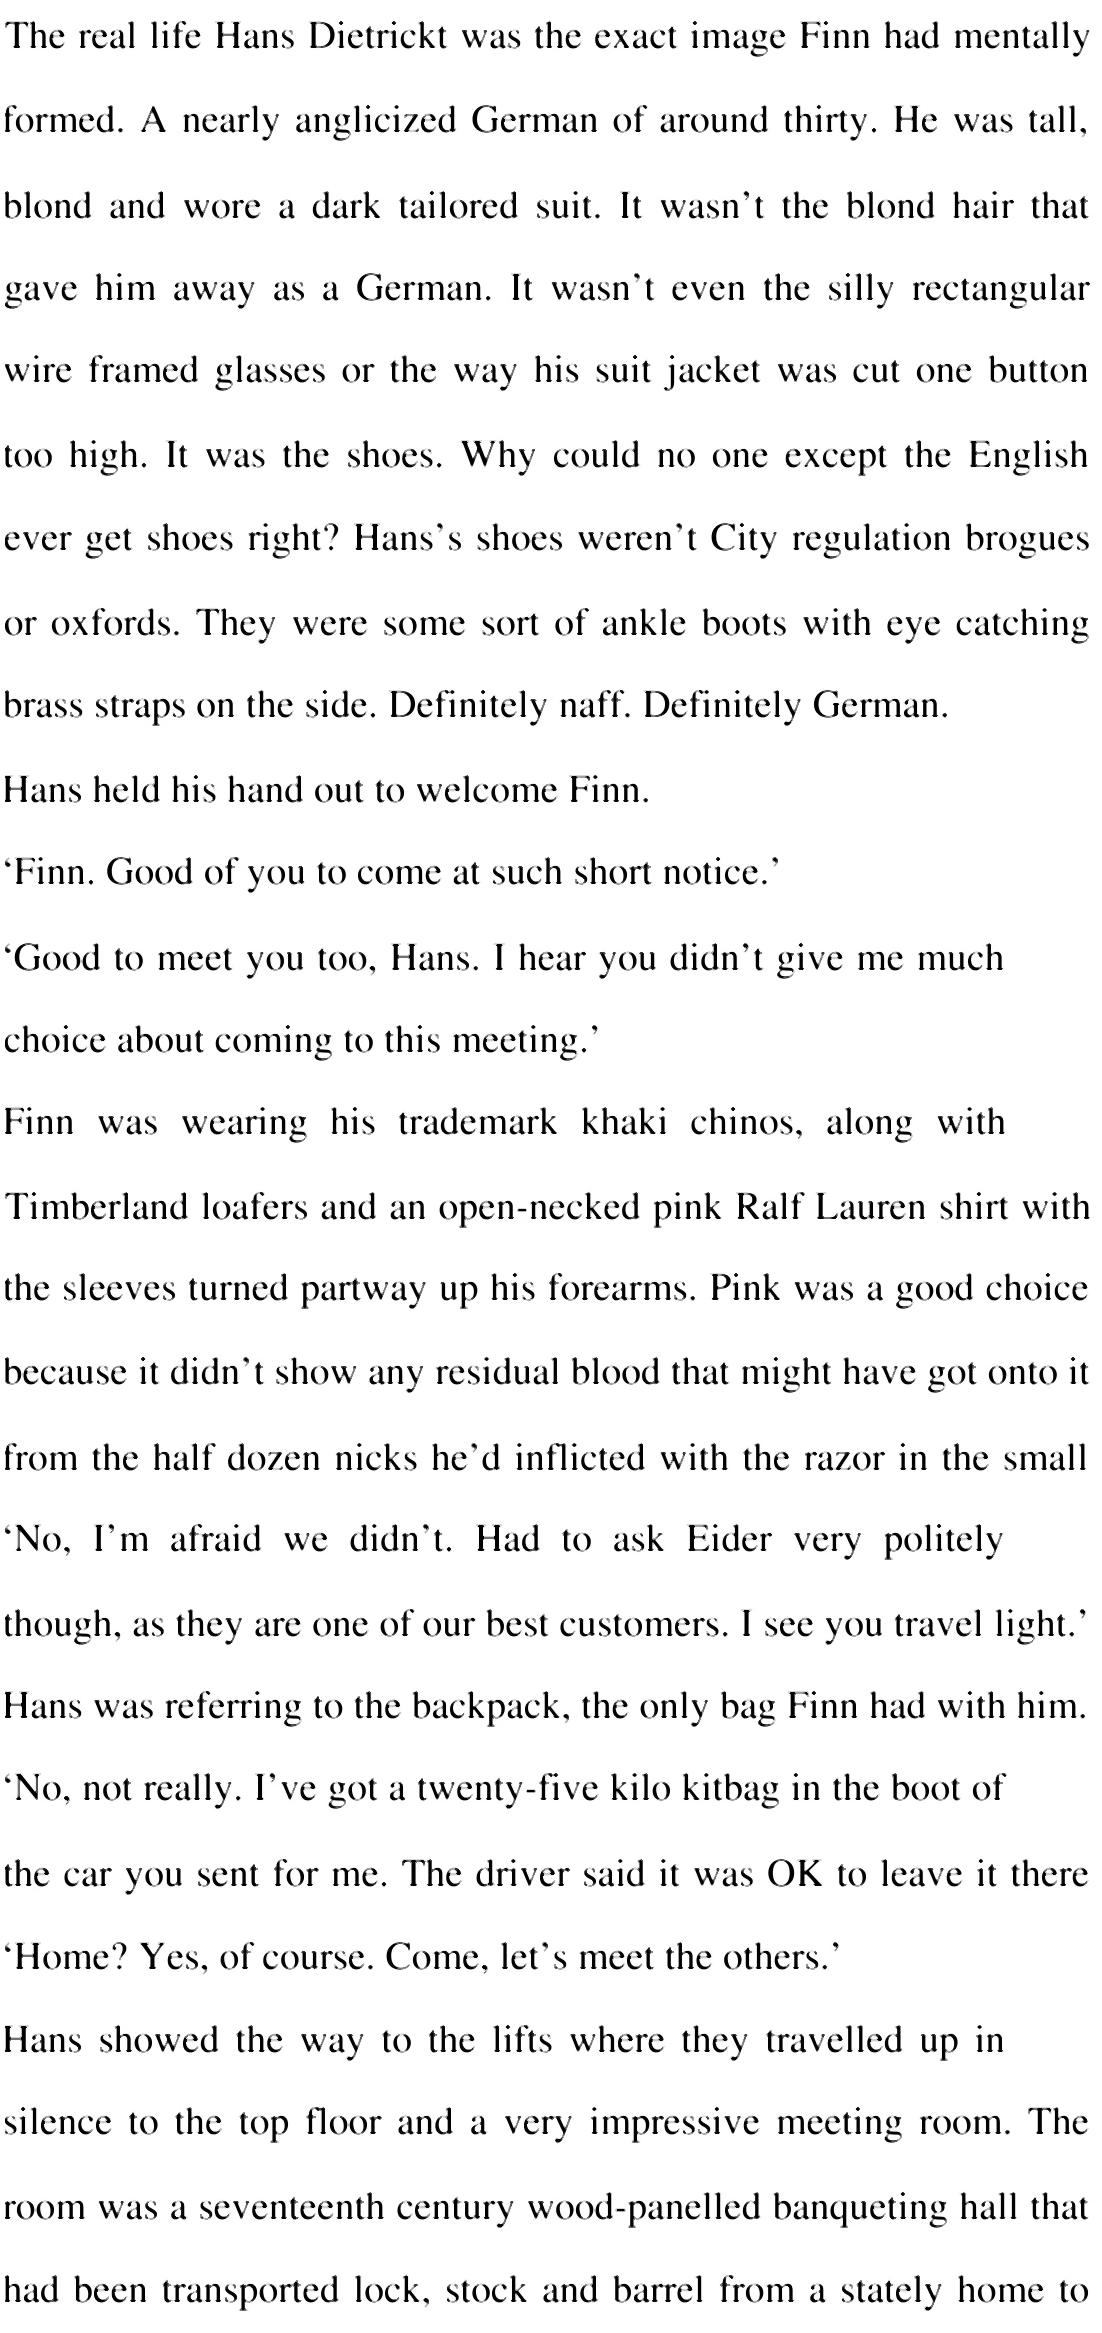 The real life Hans Dietrickt was the exact image Finn had mentally
formed. A nearly anglicized German of around thirty. He was tall,
blond and wore a dark tailored suit. It wasn’t the blond hair that
gave him away as a German. It wasn’t even the silly rectangular
wire framed glasses or the way his suit jacket was cut one button
too high. It was the shoes. Why could no one except the English
ever get shoes right? Hans’s shoes weren’t City regulation brogues
or oxfords. They were some sort of ankle boots with eye catching
brass straps on the side. Definitely naff. Definitely German.
Hans held his hand out to welcome Finn.
‘Finn. Good of you to come at such short notice.’
‘Good to meet you too, Hans. I hear you didn’t give me much
choice about coming to this meeting.’
Finn was wearing his trademark khaki chinos, along with
Timberland loafers and an open-necked pink Ralf Lauren shirt with
the sleeves turned partway up his forearms. Pink was a good choice
because it didn’t show any residual blood that might have got onto it
from the half dozen nicks he’d inflicted with the razor in the small
‘No, I’m afraid we didn’t. Had to ask Eider very politely
though, as they are one of our best customers. I see you travel light.’
Hans was referring to the backpack, the only bag Finn had with him.
‘No, not really. I’ve got a twenty-five kilo kitbag in the boot of
the car you sent for me. The driver said it was OK to leave it there
‘Home? Yes, of course. Come, let’s meet the others.’
Hans showed the way to the lifts where they travelled up in
silence to the top floor and a very impressive meeting room. The
room was a seventeenth century wood-panelled banqueting hall that
had been transported lock, stock and barrel from a stately home to